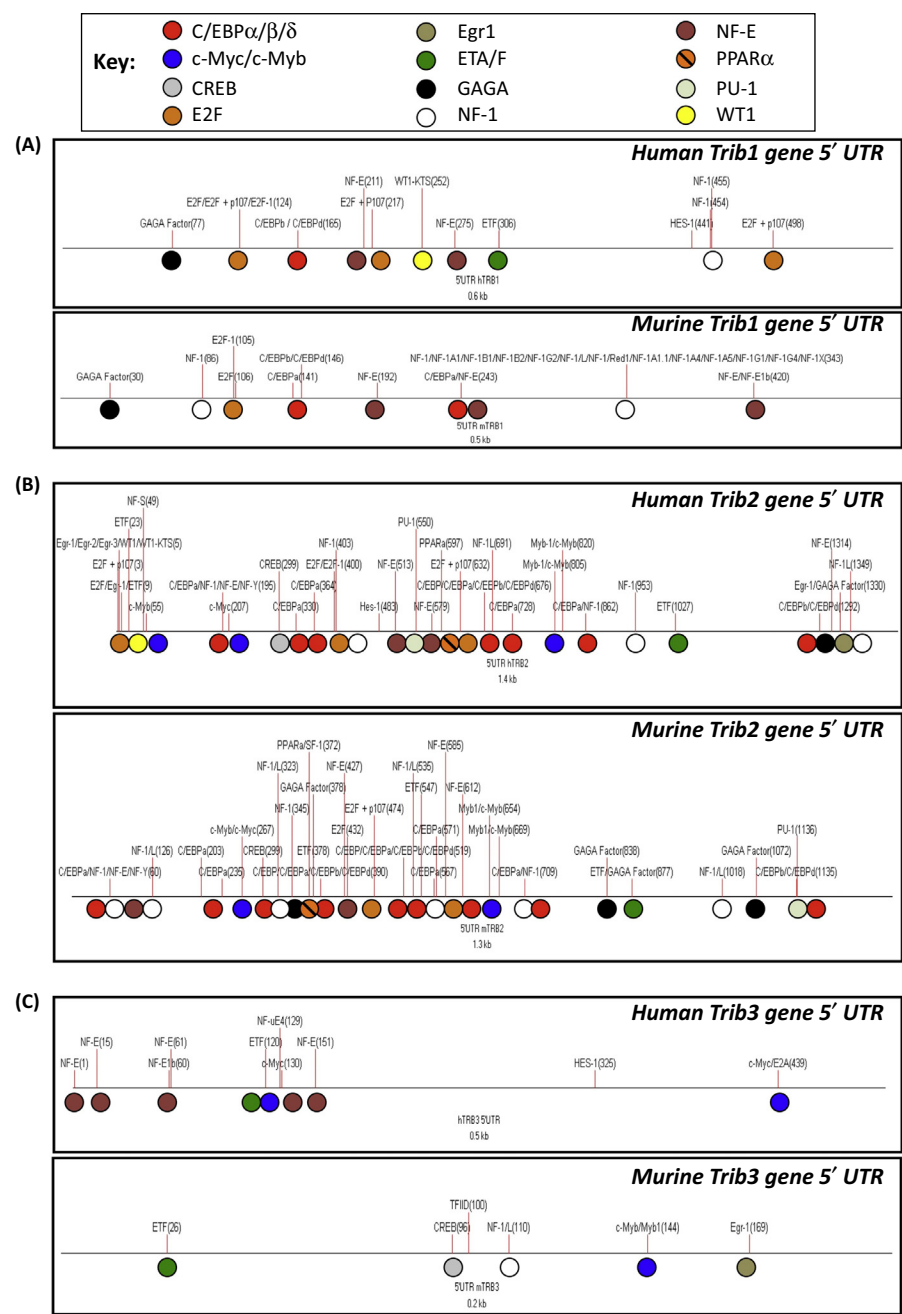 Key:
C/EBPα/β/δ
c-Myc/c-Myb
CREB
E2F
Egr1
ETA/F
GAGA
NF-1
NF-E
PPARα
PU-1
WT1
(A)
Human Trib1 gene 5′ UTR
NF-E(211) WT1-KTS(252) NF-1(455)
E2F/E2F + p107/E2F-1(124) E2F + P107(217) NF-1(454)
GAGA Factor(77) C/EBPb / C/EBPd(165) NF-E(275) ETF(306) HES-1(441) E2F + p107(498)
5'UTR hTRB1
0.6 kb
Murine Trib1 gene 5′ UTR
E2F-1(105)
NF-1(86) C/EBPb/C/EBPd(146) NF-1/NF-1A1/NF-1B1/NF-1B2/NF-1G2/NF-1/L/NF-1/Red1/NF-1A1.1/NF-1A4/NF-1A5/NF-1G1/NF-1G4/NF-1X(343)
GAGA Factor(30) E2F(106) C/EBPa(141) NF-E(192) C/EBPa/NF-E(243) NF-E/NF-E1b(420)
5'UTR mTRB1
0.5 kb
(B)
Human Trib2 gene 5′ UTR
NF-S(49)
ETF(23) PU-1(550)
Egr-1/Egr-2/Egr-3/WT1/WT1-KTS(5) NF-1(403) PPARa(597) NF-1L(691) Myb-1/c-Myb(820) NF-E(1314)
E2F + p107(3) CREB(299) E2F/E2F-1(400) NF-E(513) E2F + p107(632) Myb-1/c-Myb(805) NF-1L(1349)
E2F/Egr-1/ETF(9) C/EBPa/NF-1/NF-E/NF-Y(195) C/EBPa(364) C/EBP/C/EBPa/C/EEPb/C/EBPd(676) NF-1(953) Egr-1/GAGA Factor(1330)
c-Myb(55) c-Myc(207) C/EBPa(330) Hes-1(483) NF-E(579) C/EBPa(728) C/EBPa/NF-1(862) ETF(1027) C/EBPb/C/EBPd(1292)
5'UTR hTRB2
1.4 kb
Murine Trib2 gene 5′ UTR
PPARa/SF-1(372) NF-E(585)
NF-1/L(323) NF-E(427) NF-1/L(535)
GAGA Factor(378) ETF(547) NF-E(612)
NF-1(345) E2F + p107(474) Myb1/c-Myb(654)
c-Myb/c-Myc(267) E2F(432) C/EBPa(571) Myb1/c-Myb(669) PU-1(1136)
NF-1/L(126) C/EBPa(203) CREB(299) ETF(378) C/EBP/C/EBPa/C/EBPb/C/EBPd(519) GAGA Factor(838) GAGA Factor(1072)
C/EBPa/NF-1/NF-E/NF-Y(60) C/EBPa(235) C/EBP/C/EBPa/C/EBPb/C/EBPd(390) C/EBPa(567) C/EBPa/NF-1(709) ETF/GAGA Factor(877) NF-1/L(1018) C/EBPb/C/EBPd(1135)
5'UTR mTRB2
1.3 kb
(C)
Human Trib3 gene 5′ UTR
NF-uE4(129)
NF-E(15) NF-E(61) ETF(120) NF-E(151)
NF-E(1) NF-E1b(60) c-Myc(130) HES-1(325) c-Myc/E2A(439)
hTRB3 5'UTR
0.5 kb
Murine Trib3 gene 5′ UTR
TFIID(100)
ETF(26) CREB(96) NF-1/L(110) c-Myb/Myb1(144) Egr-1(169)
5'UTR mTRB3
0.2 kb